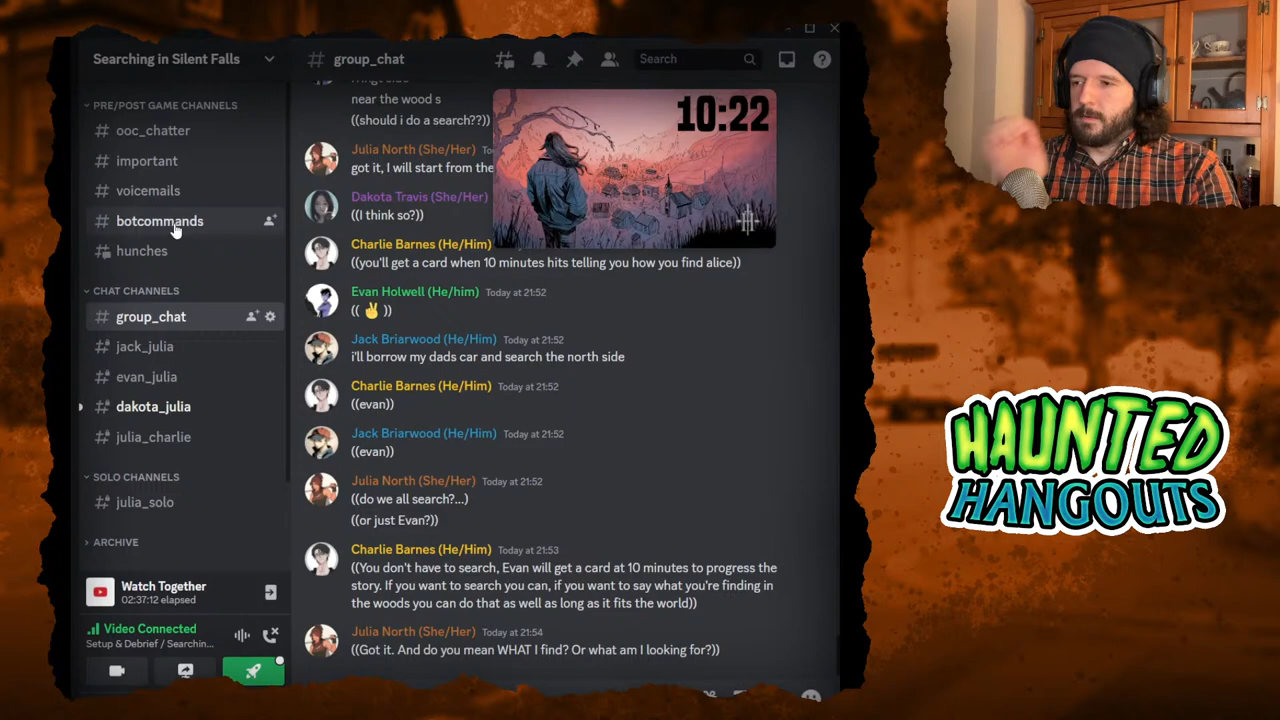 Searching in Silent Falls
PRE/POST GAME CHANNELS
ooc_chatter
important
voicemails
botcommands
hunches
CHAT CHANNELS
group_chat
jack_julia
evan_julia
dakota_julia
julia_charlie
SOLO CHANNELS
julia_solo
ARCHIVE
Watch Together
02:37:12 elapsed
Video Connected
Setup & Debrief / Searchin...
# group_chat
Search
near the wood s
((should i do a search??))
10:22
Julia North (She/Her)
got it, I will start from the
Dakota Travis (She/Her)
((I think so?))
Charlie Barnes (He/Him)
((you'll get a card when 10 minutes hits telling you how you find alice))
Evan Holwell (He/him) Today at 21:52
(( ✌️ ))
Jack Briarwood (He/Him) Today at 21:52
i'll borrow my dads car and search the north side
Charlie Barnes (He/Him) Today at 21:52
((evan))
Jack Briarwood (He/Him) Today at 21:52
((evan))
Julia North (She/Her) Today at 21:52
((do we all search?...)
((or just Evan?))
Charlie Barnes (He/Him) Today at 21:53
((You don't have to search, Evan will get a card at 10 minutes to progress the
story. If you want to search you can, if you want to say what you're finding in
the woods you can do that as well as long as it fits the world))
Julia North (She/Her) Today at 21:54
((Got it. And do you mean WHAT I find? Or what am I looking for?))
HAUNTED
HANGOUTS